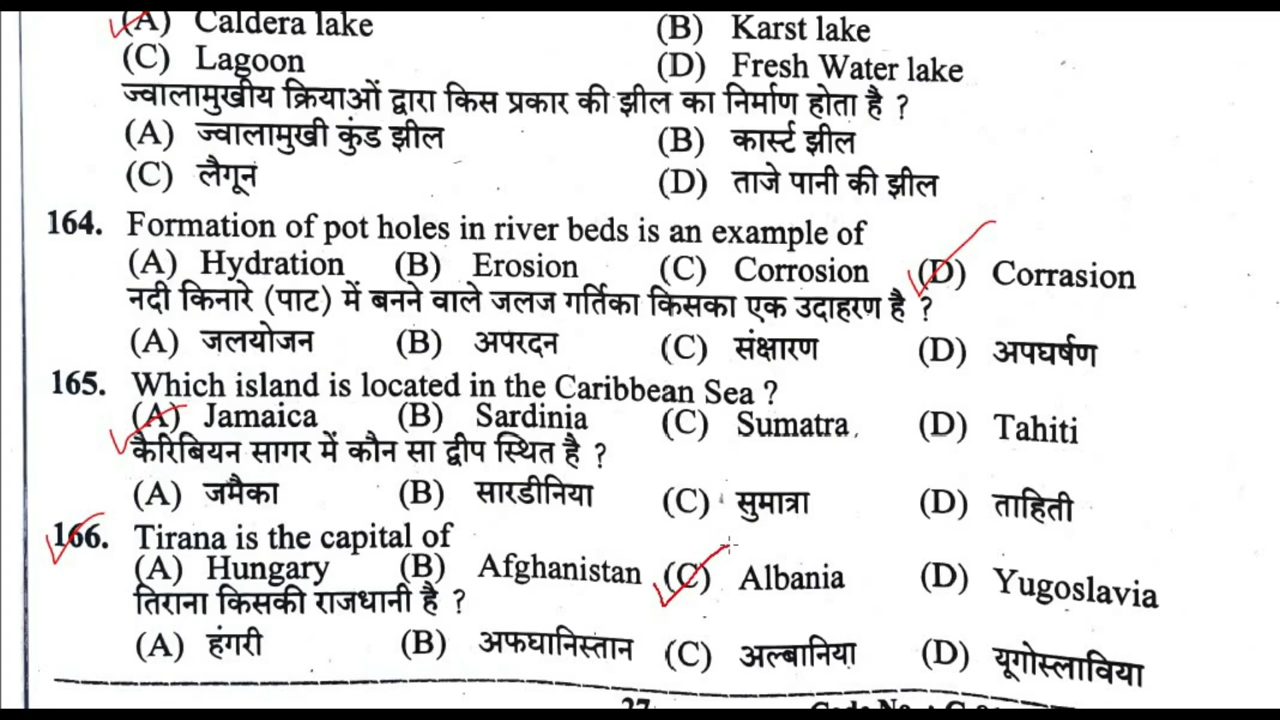 (A) Caldera lake (B) Karst lake
(C) Lagoon (D) Fresh Water lake
ज्वालामुखीय क्रियाओं द्वारा किस प्रकार की झील का निर्माण होता है ?
(A) ज्वालामुखी कुंड झील (B) कार्स्ट झील
(C) लैगून (D) ताजे पानी की झील
164. Formation of pot holes in river beds is an example of
(A) Hydration (B) Erosion (C) Corrosion (D) Corrasion
नदी किनारे (पाट) में बनने वाले जलज गर्तिका किसका एक उदाहरण है ?
(A) जलयोजन (B) अपरदन (C) संक्षारण (D) अपघर्षण
165. Which island is located in the Caribbean Sea ?
(A) Jamaica (B) Sardinia (C) Sumatra (D) Tahiti
कैरिबियन सागर में कौन सा द्वीप स्थित है ?
(A) जमैका (B) सारडीनिया (C) सुमात्रा (D) ताहिती
166. Tirana is the capital of
(A) Hungary (B) Afghanistan (C) Albania (D) Yugoslavia
तिराना किसकी राजधानी है ?
(A) हंगरी (B) अफघानिस्तान (C) अल्बानिया (D) यूगोस्लाविया
27 Code No. :